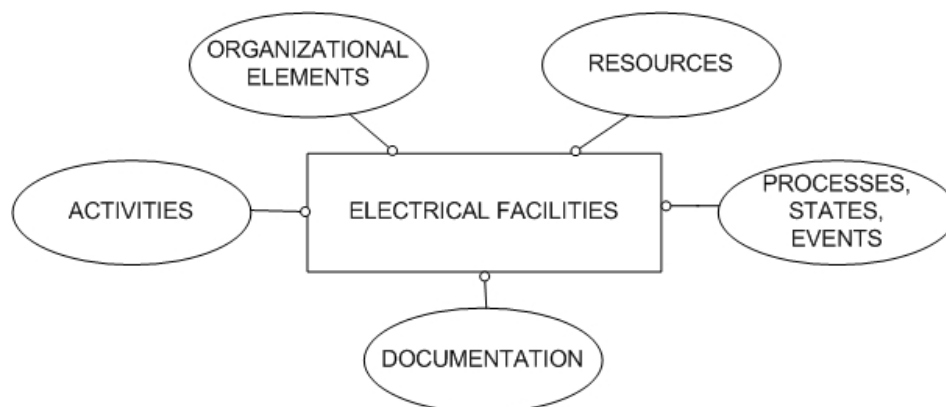 ORGANIZATIONAL
ELEMENTS
RESOURCES
ACTIVITIES
ELECTRICAL FACILITIES
PROCESSES,
STATES,
EVENTS
DOCUMENTATION